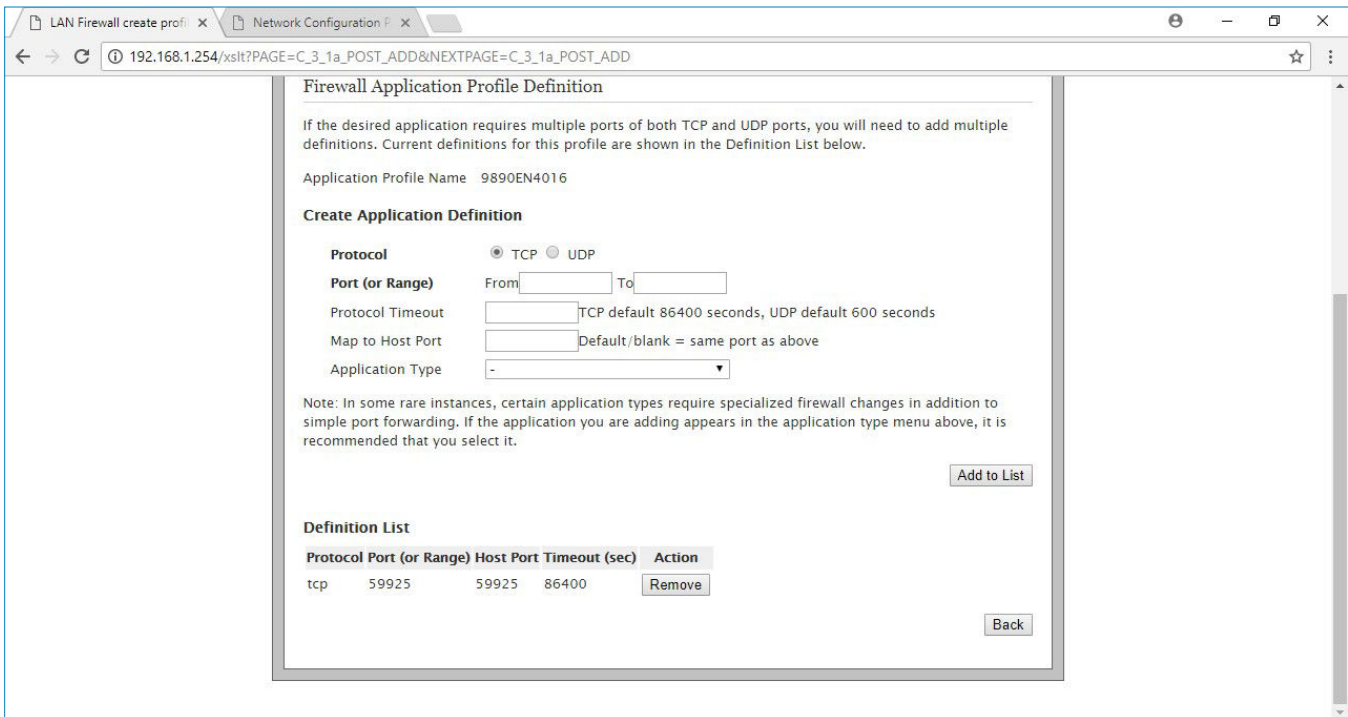 LAN Firewall create profi
Network Configuration P
192.168.1.254/xslt?PAGE=C_3_1a_POST_ADD&NEXTPAGE=C_3_1a_POST_ADD
Firewall Application Profile Definition
If the desired application requires multiple ports of both TCP and UDP ports, you will need to add multiple
definitions. Current definitions for this profile are shown in the Definition List below.
Application Profile Name 9890EN4016
Create Application Definition
Protocol TCP UDP
Port (or Range) From To
Protocol Timeout TCP default 86400 seconds, UDP default 600 seconds
Map to Host Port Default/blank = same port as above
Application Type -
Note: In some rare instances, certain application types require specialized firewall changes in addition to
simple port forwarding. If the application you are adding appears in the application type menu above, it is
recommended that you select it.
Add to List
Definition List
Protocol Port (or Range) Host Port Timeout (sec) Action
tcp 59925 59925 86400 Remove
Back